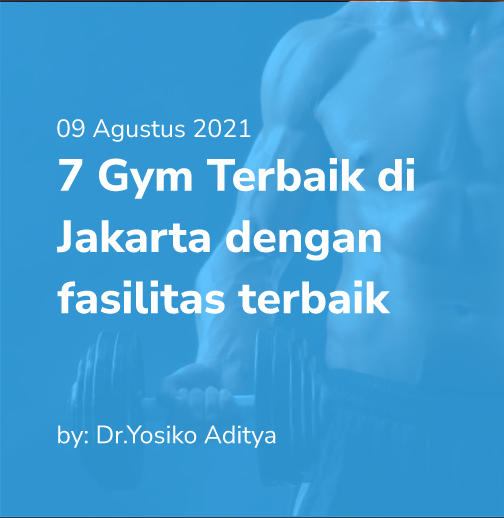 09 Agustus 2021
7 Gym Terbaik di
Jakarta dengan
fasilitas terbaik
by: Dr.Yosiko Aditya